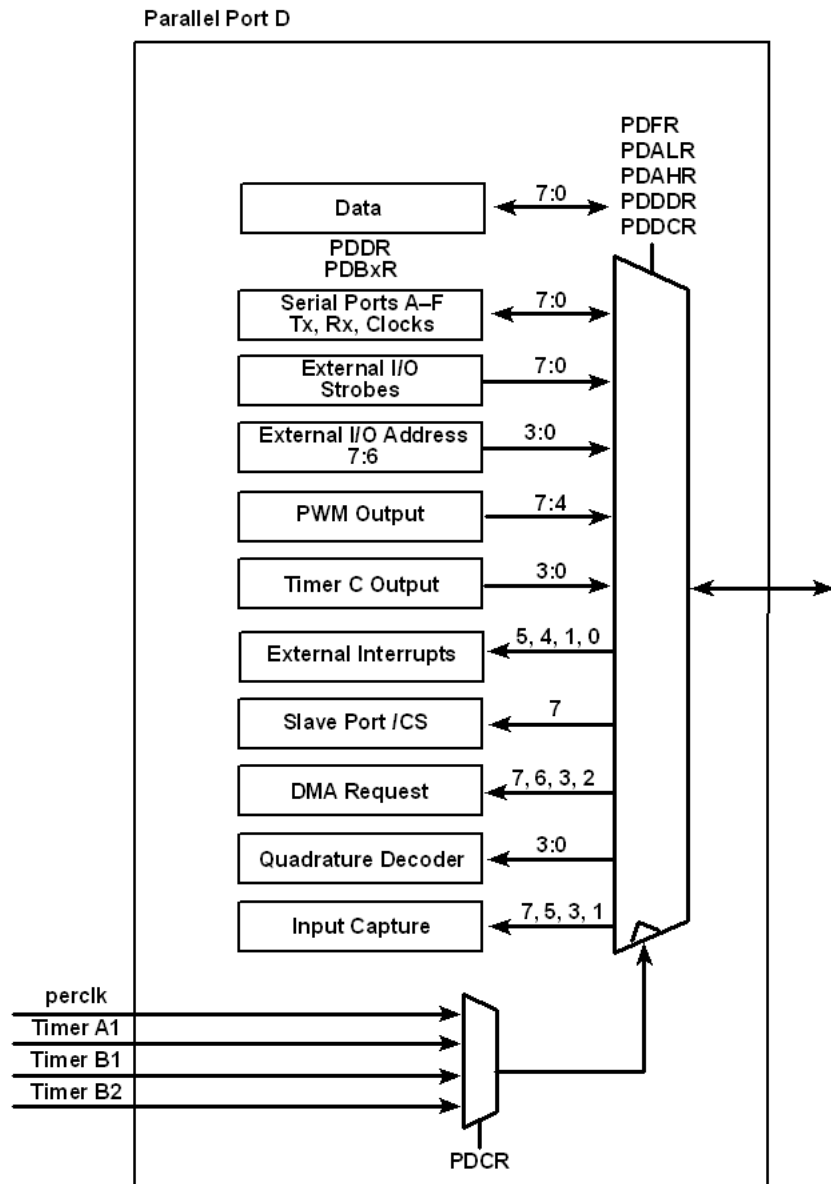 Parallel Port D
PDFR
PDALR
PDAHR
PDDDR
PDDCR
Data
7:0
PDDR
PDBxR
Serial Ports A–F
Tx, Rx, Clocks
7:0
External I/O
Strobes
7:0
External I/O Address
7:6
3:0
PWM Output
7:4
Timer C Output
3:0
External Interrupts
5, 4, 1, 0
Slave Port /CS
7
DMA Request
7, 6, 3, 2
Quadrature Decoder
3:0
Input Capture
7, 5, 3, 1
perclk
Timer A1
Timer B1
Timer B2
PDCR